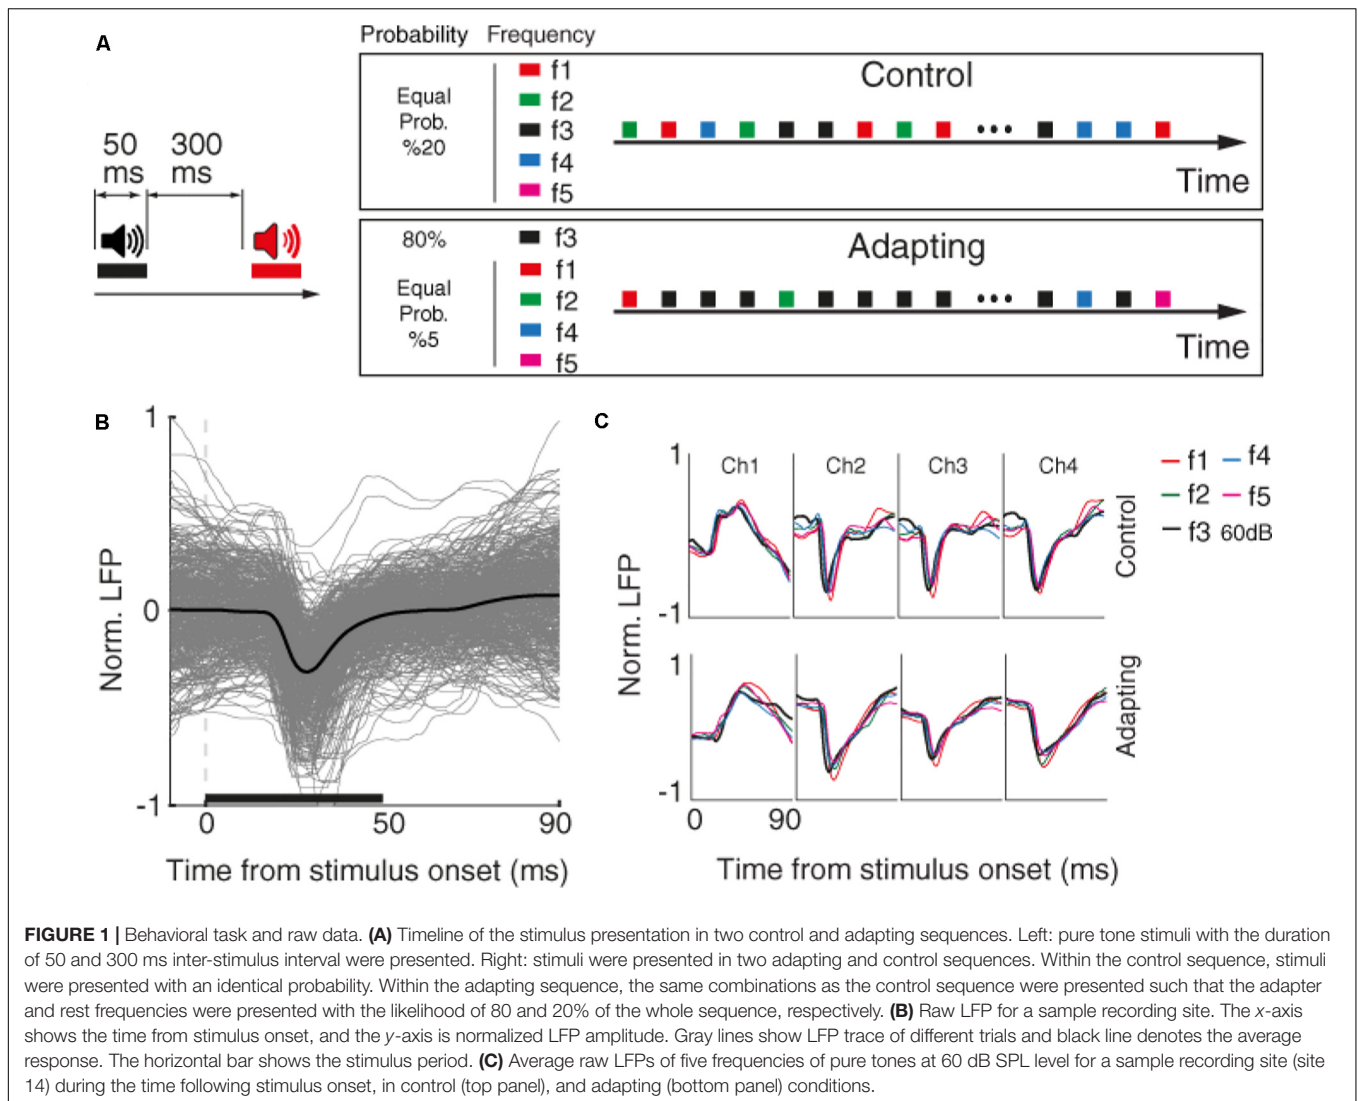 A
Probability Frequency
50 ms
300 ms
Equal Prob. %20
f1
f2
f3
f4
f5
Control
Time
80%
Equal Prob. %5
f3
f1
f2
f4
f5
Adapting
Time
B
1
0
-1
Norm. LFP
0 50 90
Time from stimulus onset (ms)
C
1
-1
Ch1 Ch2 Ch3 Ch4
Norm. LFP
Control
f1 f4
f2 f5
f3 60dB
1
-1
Adapting
0 90
Time from stimulus onset (ms)
FIGURE 1 | Behavioral task and raw data. (A) Timeline of the stimulus presentation in two control and adapting sequences. Left: pure tone stimuli with the duration
of 50 and 300 ms inter-stimulus interval were presented. Right: stimuli were presented in two adapting and control sequences. Within the control sequence, stimuli
were presented with an identical probability. Within the adapting sequence, the same combinations as the control sequence were presented such that the adapter
and rest frequencies were presented with the likelihood of 80 and 20% of the whole sequence, respectively. (B) Raw LFP for a sample recording site. The x-axis
shows the time from stimulus onset, and the y-axis is normalized LFP amplitude. Gray lines show LFP trace of different trials and black line denotes the average
response. The horizontal bar shows the stimulus period. (C) Average raw LFPs of five frequencies of pure tones at 60 dB SPL level for a sample recording site (site
14) during the time following stimulus onset, in control (top panel), and adapting (bottom panel) conditions.